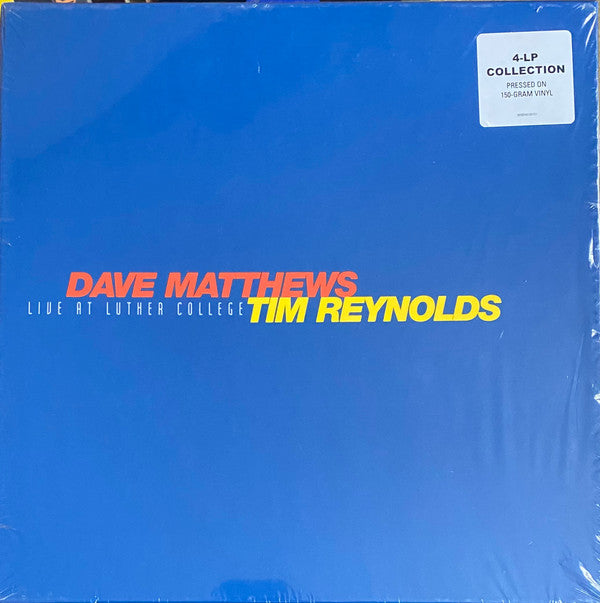 4-LP
COLLECTION
PRESSED ON
150-GRAM VINYL
DAVE MATTHEWS
LIVE AT LUTHER COLLEGE
TIM REYNOLDS